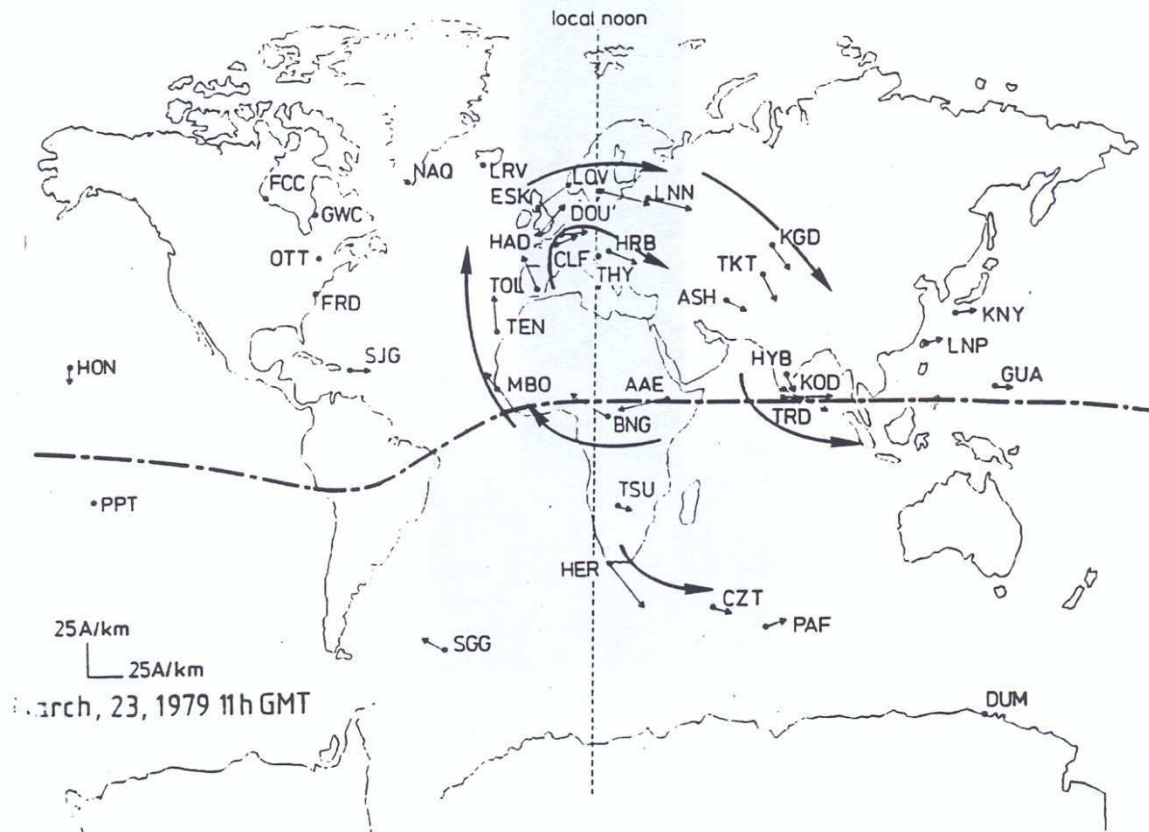 local noon
NAQ
LRV
LOV
FCC
ESK
LNN
GWC
DOU'
HAD
HRB
KGD
OTT
CLF
THY
TKT
TOL
ASH
FRD
TEN
KNY
LNP
HON
SJG
HYB
MBO
AAE
KOD
GUA
BNG
TRD
PPT
TSU
HER
CZT
PAF
25A/km
SGG
25A/km
arch, 23, 1979 11h GMT
DUM